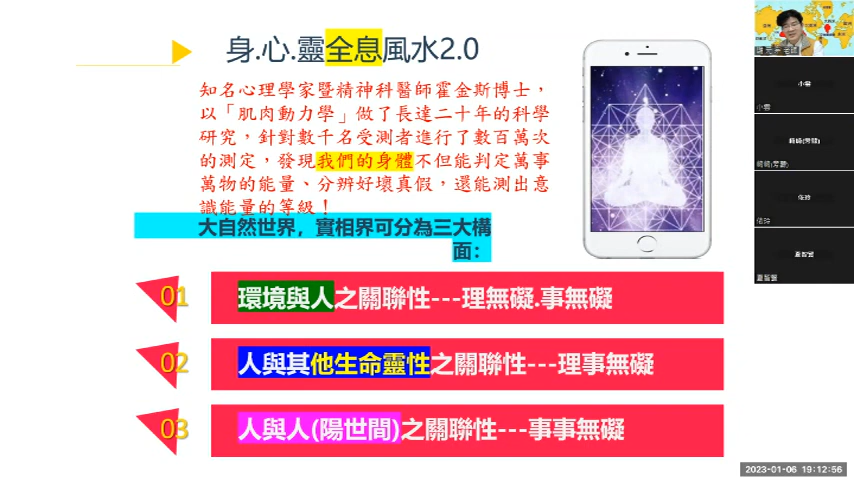 身.心.靈全息風水2.0
知名心理學家暨精神科醫師霍金斯博士，
以「肌肉動力學」做了長達二十年的科學
研究，針對數千名受測者進行了數百萬次
的測定，發現我們的身體不但能判定萬事
萬物的能量、分辨好壞真假，還能測出意
識能量的等級！
大自然世界，實相界可分為三大構
面：
01 環境與人之關聯性---理無礙.事無礙
02 人與其他生命靈性之關聯性---理事無礙
03 人與人(陽世間)之關聯性---事事無礙
依玲
依玲
2023-01-06 19:12:56